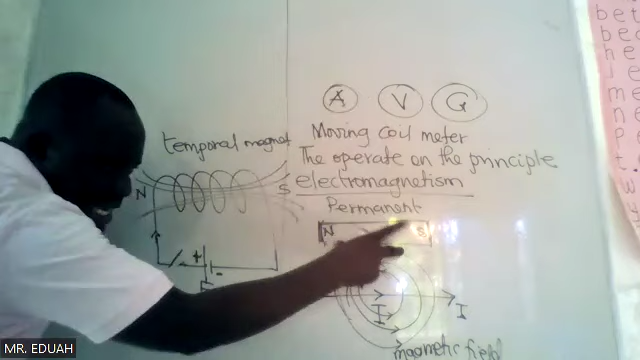 A V G
temporal magnet
Moving coil meter
The operate on the principle
electromagnetism
Permanent
N S
N S
+ -
E
I I
magnetic field
MR. EDUAH